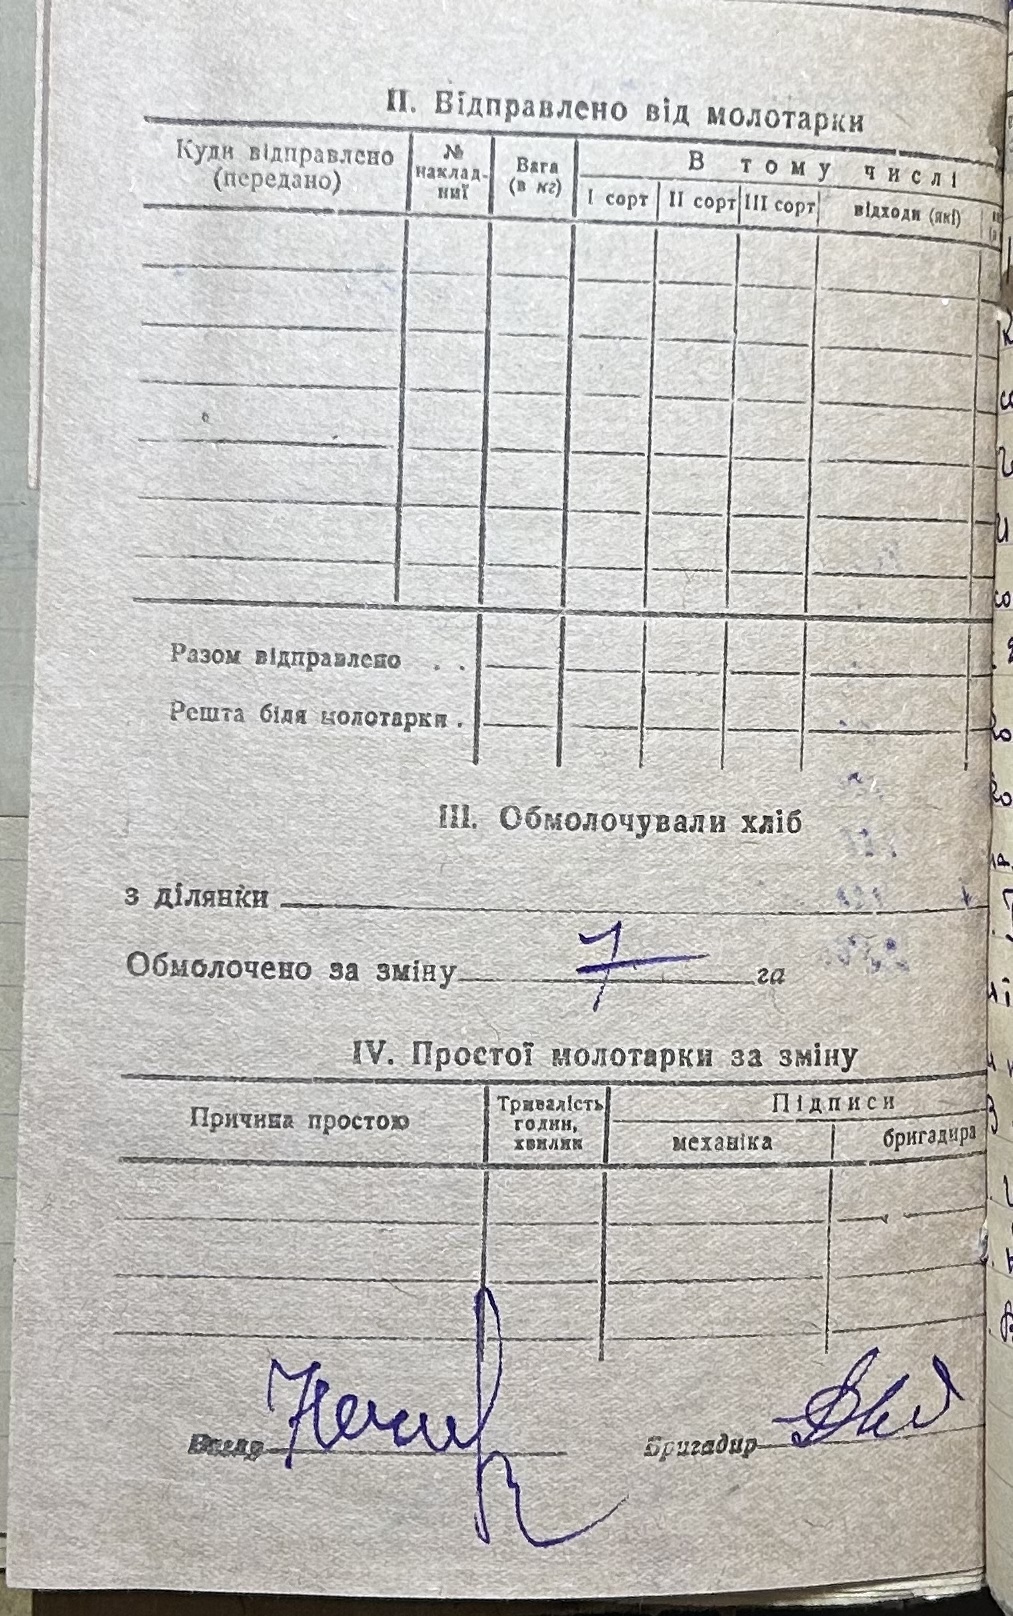 II. Відправлено від молотарки
Куди відправлено (передано)
№ наклад-ної
Вага (в кг)
В тому числі
I сорт
II сорт
III сорт
відходи (які)
Разом відправлено . .
Решта біля молотарки .
III. Обмолочували хліб
з ділянки
Обмолочено за зміну 7 га
IV. Простої молотарки за зміну
Причина простою
Тривалість годин, хвилин
Підписи
механіка
бригадира
Бригадир